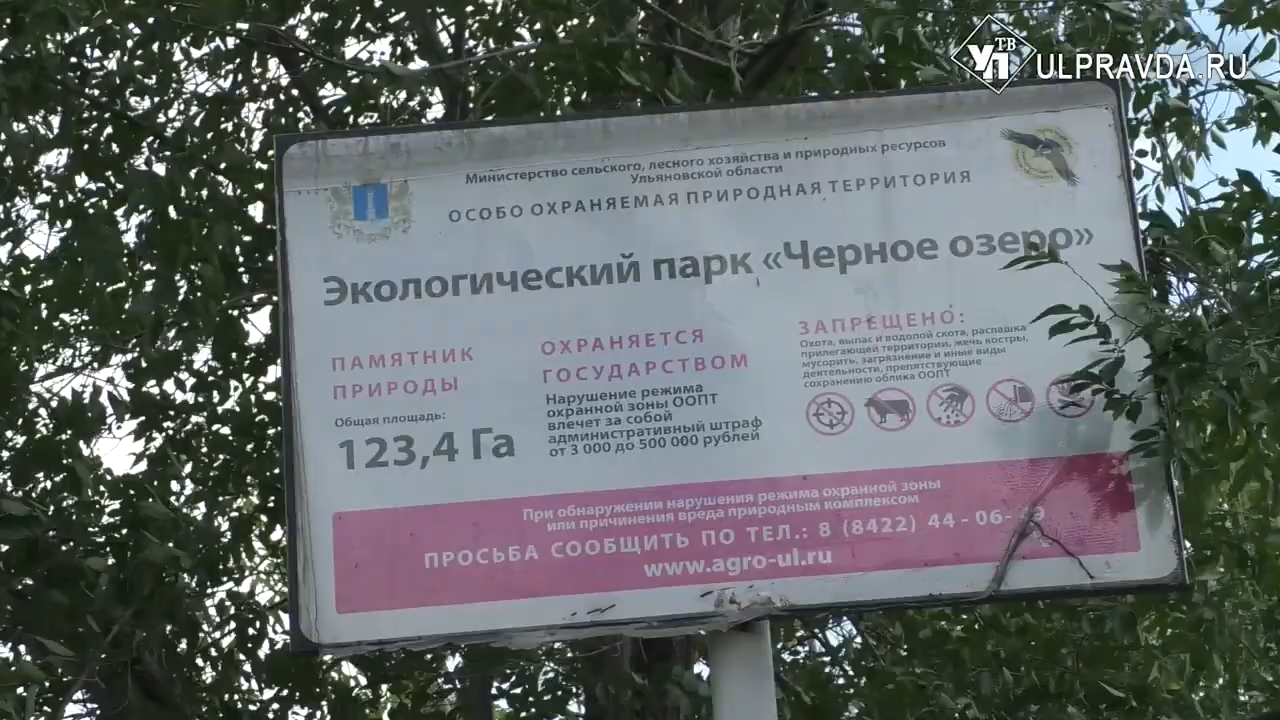 УП ТВ ULPRAVDA.RU
Министерство сельского, лесного хозяйства и природных ресурсов
Ульяновской области
ОСОБО ОХРАНЯЕМАЯ ПРИРОДНАЯ ТЕРРИТОРИЯ
Экологический парк «Черное озеро»
ПАМЯТНИК
ПРИРОДЫ
Общая площадь:
123,4 Га
ОХРАНЯЕТСЯ
ГОСУДАРСТВОМ
Нарушение режима
охранной зоны ООПТ
влечет за собой
административный штраф
от 3 000 до 500 000 рублей
ЗАПРЕЩЕНО:
Охота, выпас и водопой скота, распашка
прилегающей территории, жечь костры,
мусорить, загрязнение и иные виды
деятельности, препятствующие
сохранению облика ООПТ
При обнаружении нарушения режима охранной зоны
или причинения вреда природным комплексом
ПРОСЬБА СООБЩИТЬ ПО ТЕЛ.: 8 (8422) 44 - 06-
www.agro-ul.ru